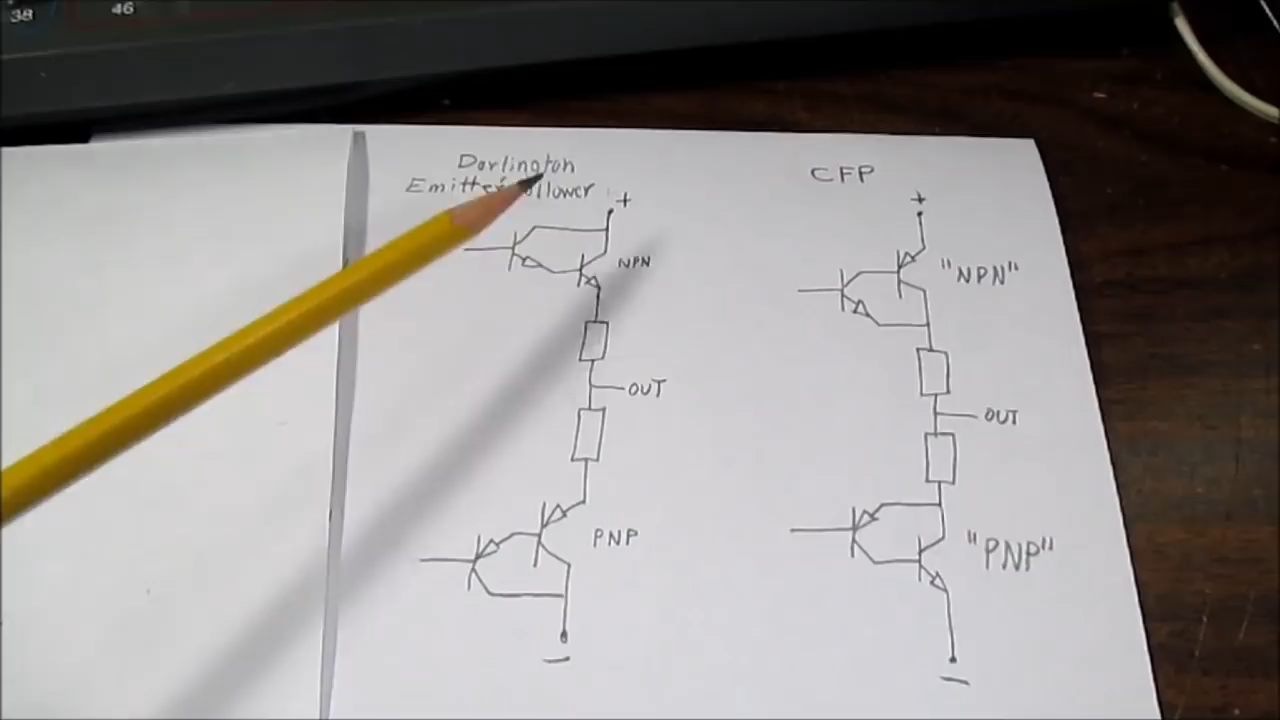 38 46
Darlington
Emitter Follower
+
NPN
OUT
PNP
—
CFP
+
"NPN"
OUT
"PNP"
—